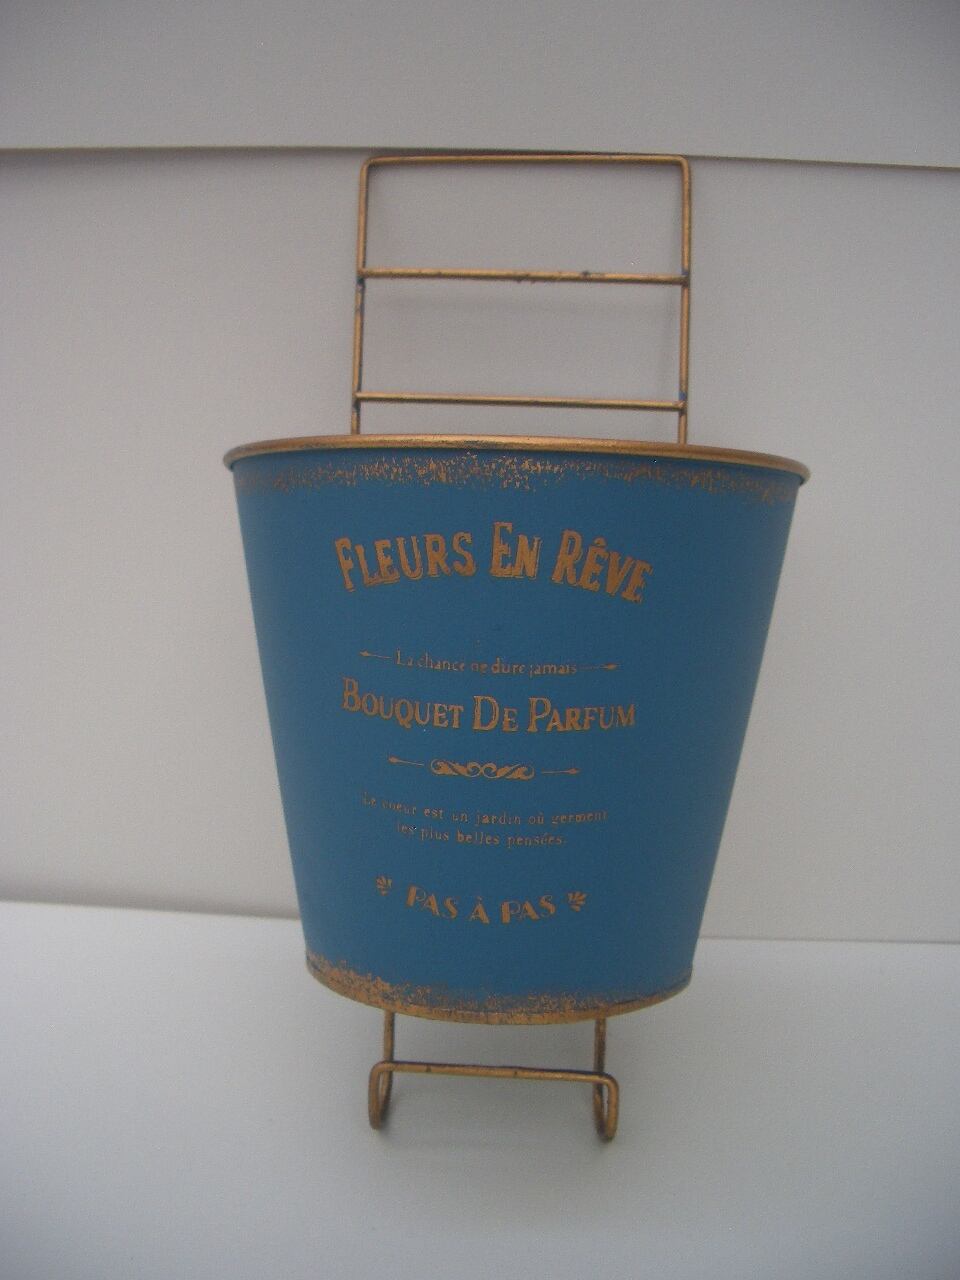 FLEURS EN RÊVE
La chance ne dure jamais
BOUQUET DE PARFUM
Le coeur est un jardin où germent
les plus belles pensées.
PAS À PAS